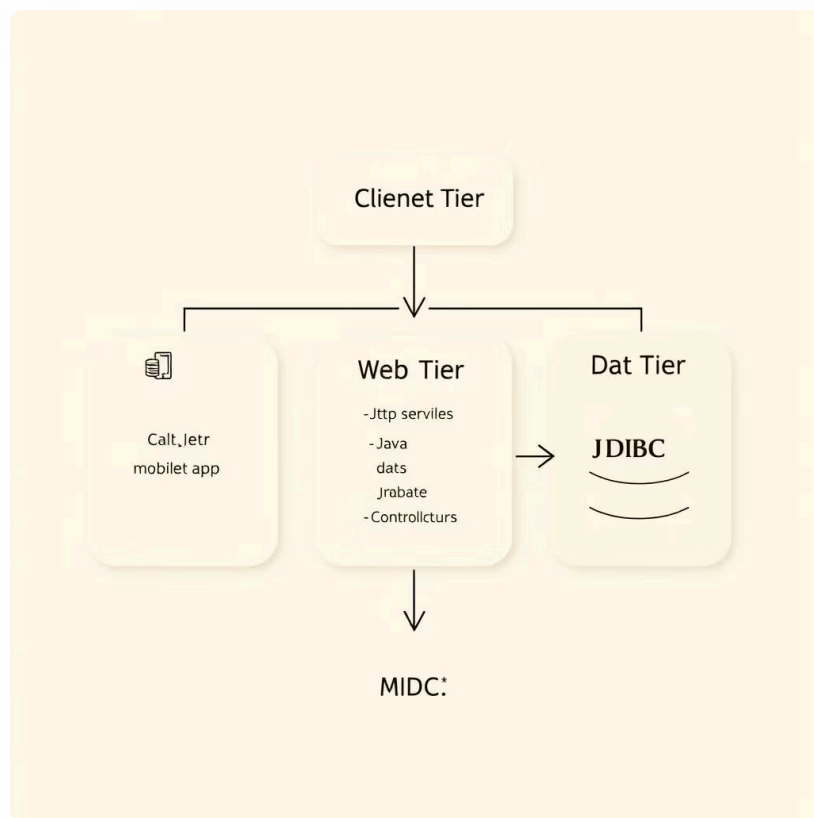 Clienet Tier
Calt.Jetr
mobilet app
Web Tier
-Jttp serviles
-Java
dats
Jrabate
-Controllcturs
Dat Tier
JDIBC
MIDC: